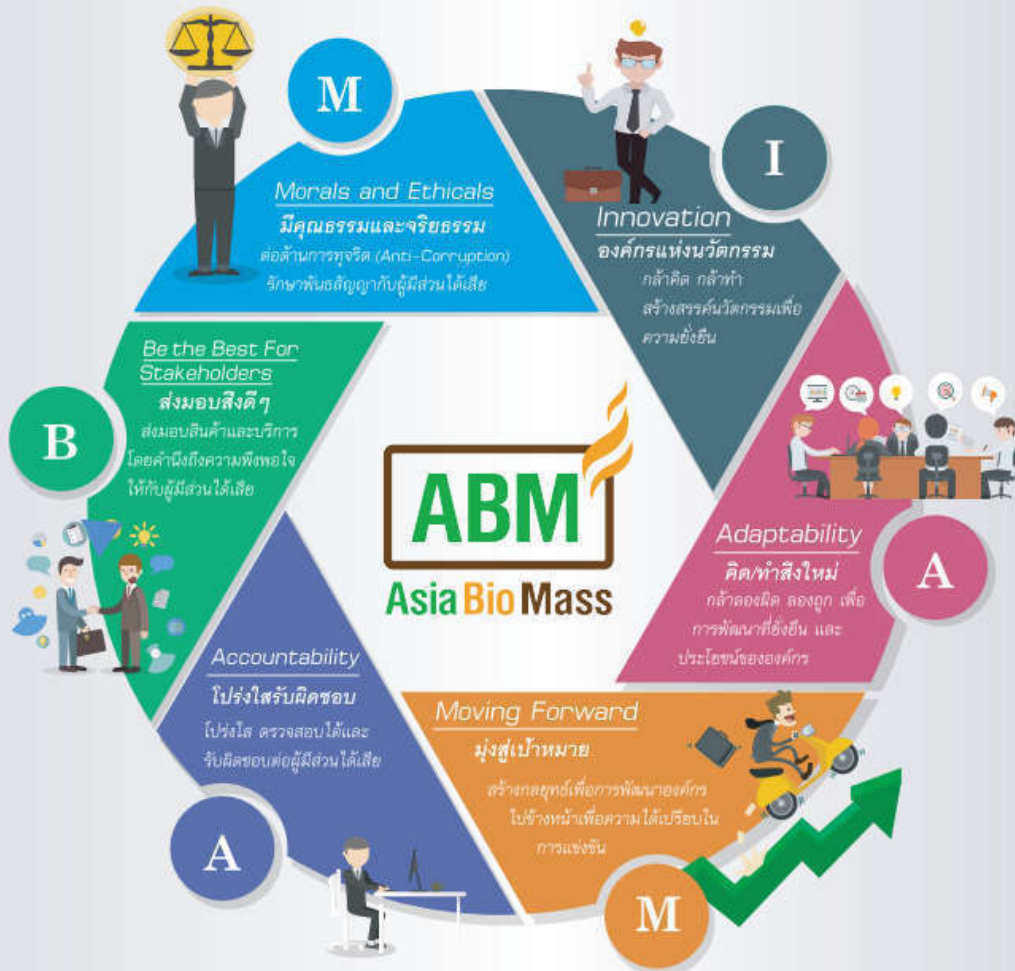 M
Morals and Ethicals
มีคุณธรรมและจริยธรรม
ต่อต้านการทุจริต (Anti-Corruption)
รักษาพันธสัญญากับผู้มีส่วนได้เสีย
I
Innovation
องค์กรแห่งนวัตกรรม
กล้าคิด กล้าทำ
สร้างสรรค์นวัตกรรมเพื่อ
ความยั่งยืน
B
Be the Best For
Stakeholders
ส่งมอบสิ่งดีๆ
ส่งมอบสินค้าและบริการ
โดยคำนึงถึงความพึงพอใจ
ให้กับผู้มีส่วนได้เสีย
ABM
Asia Bio Mass
A
Adaptability
คิด/ทำสิ่งใหม่
กล้าลองผิด ลองถูก เพื่อ
การพัฒนาที่ยั่งยืน และ
ประโยชน์ขององค์กร
A
Accountability
โปร่งใสรับผิดชอบ
โปร่งใส ตรวจสอบได้และ
รับผิดชอบต่อผู้มีส่วนได้เสีย
M
Moving Forward
มุ่งสู่เป้าหมาย
สร้างกลยุทธ์เพื่อการพัฒนาองค์กร
ไปข้างหน้าเพื่อความได้เปรียบใน
การแข่งขัน